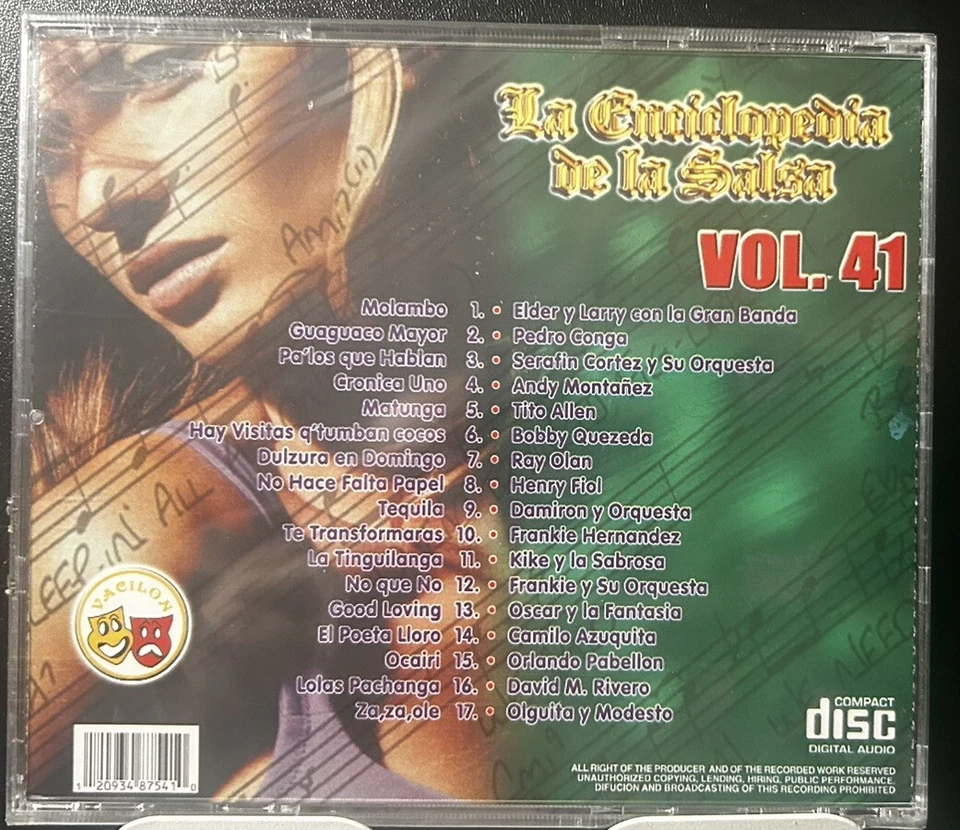 La Enciclopedia
de la Salsa
VOL. 41
Molambo 1. • Elder y Larry con la Gran Banda
Guaguaco Mayor 2. • Pedro Conga
Pa'los que Hablan 3. • Serafin Cortez y Su Orquesta
Cronica Uno 4. • Andy Montañez
Matunga 5. • Tito Allen
Hay Visitas q'tumban cocos 6. • Bobby Quezeda
Dulzura en Domingo 7. • Ray Olan
No Hace Falta Papel 8. • Henry Fiol
Tequila 9. • Damiron y Orquesta
Te Transformaras 10. • Frankie Hernandez
La Tinguilanga 11. • Kike y la Sabrosa
No que No 12. • Frankie y Su Orquesta
Good Loving 13. • Oscar y la Fantasia
El Poeta Lloro 14. • Camilo Azuquita
Ocairi 15. • Orlando Pabellon
Lolas Pachanga 16. • David M. Rivero
Za,za,ole 17. • Olguita y Modesto
VACILON
COMPACT
disc
DIGITAL AUDIO
1 20934 87541 0
ALL RIGHT OF THE PRODUCER AND OF THE RECORDED WORK RESERVED
UNAUTHORIZED COPYING, LENDING, HIRING, PUBLIC PERFORMANCE,
DIFUCION AND BROADCASTING OF THIS RECORDING PROHIBITED